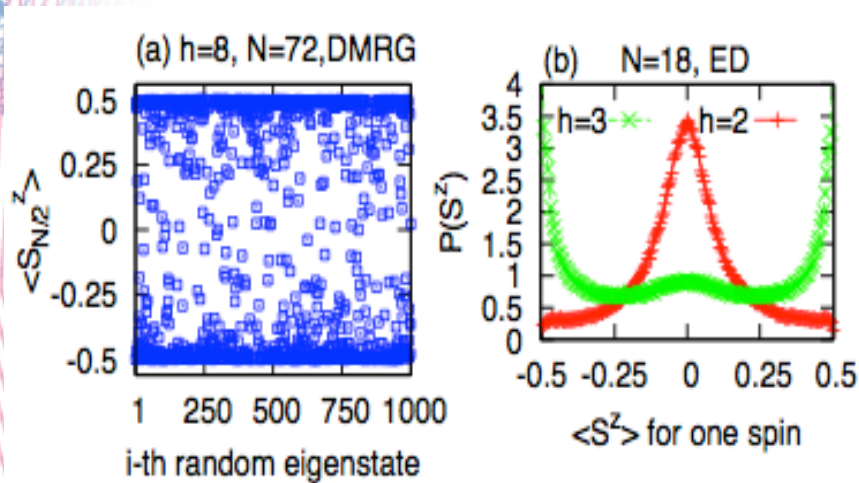 (a) h=8, N=72,DMRG
0.5
0.25
0
-0.25
-0.5
<S_{N/2}^z>
1 250 500 750 1000
i-th random eigenstate
(b) N=18, ED
4
3.5
3
2.5
2
1.5
1
0.5
0
P(S^z)
h=3 h=2
-0.5 -0.25 0 0.25 0.5
<S^z> for one spin